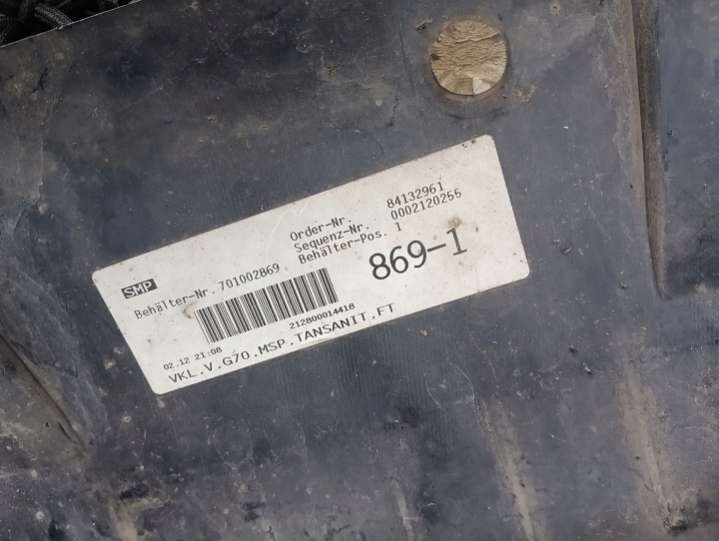 SMP
Order-Nr. 84132961
Sequenz-Nr. 0002120255
Behälter-Nr. 701002869 Behälter-Pos. 1
869-1
212800014418
02.12 21:08
VKL.V.G70.MSP.TANSANIT.FT